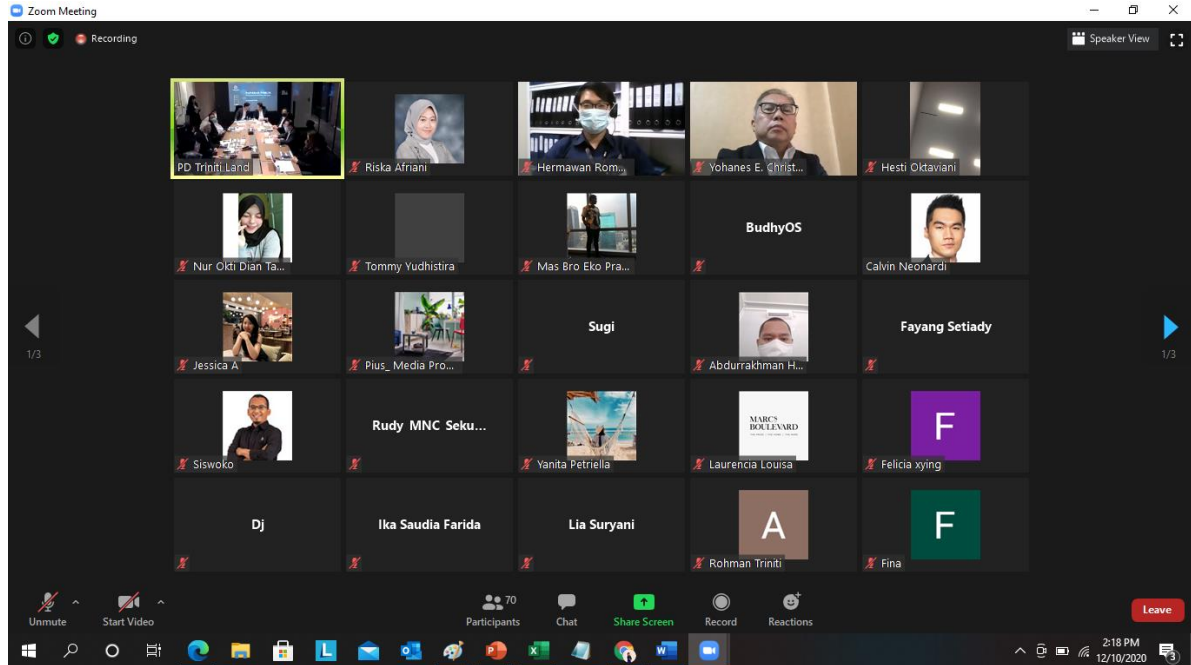 Zoom Meeting
Recording
Speaker View
PD Triniti Land
Riska Afriani
Hermawan Rom...
Yohanes E. Christ...
Hesti Oktaviani
Nur Okti Dian Ta...
Tommy Yudhistira
Mas Bro Eko Pra...
BudhyOS
Calvin Neonardi
1/3
1/3
Jessica A
Pius_ Media Pro...
Sugi
Abdurrakhman H...
Fayang Setiady
Siswoko
Rudy MNC Seku...
Yanita Petriella
MARC'S
BOULEVARD
Laurencia Louisa
F
Felicia xying
Dj
Ika Saudia Farida
Lia Suryani
A
Rohman Triniti
F
Fina
Unmute
Start Video
70
Participants
Chat
Share Screen
Record
Reactions
Leave
L
2:18 PM
12/10/2020
3